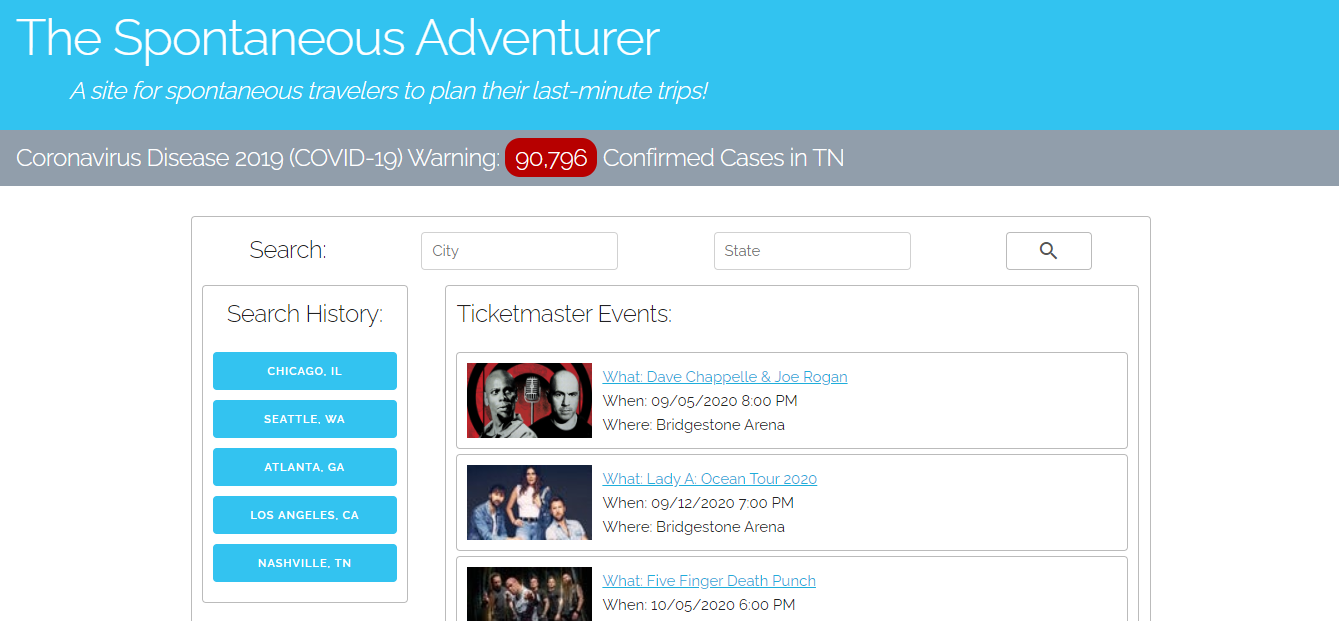 The Spontaneous Adventurer
A site for spontaneous travelers to plan their last-minute trips!
Coronavirus Disease 2019 (COVID-19) Warning: 90,796 Confirmed Cases in TN
Search: City State
Search History:
CHICAGO, IL
SEATTLE, WA
ATLANTA, GA
LOS ANGELES, CA
NASHVILLE, TN
Ticketmaster Events:
What: Dave Chappelle & Joe Rogan
When: 09/05/2020 8:00 PM
Where: Bridgestone Arena
What: Lady A: Ocean Tour 2020
When: 09/12/2020 7:00 PM
Where: Bridgestone Arena
What: Five Finger Death Punch
When: 10/05/2020 6:00 PM